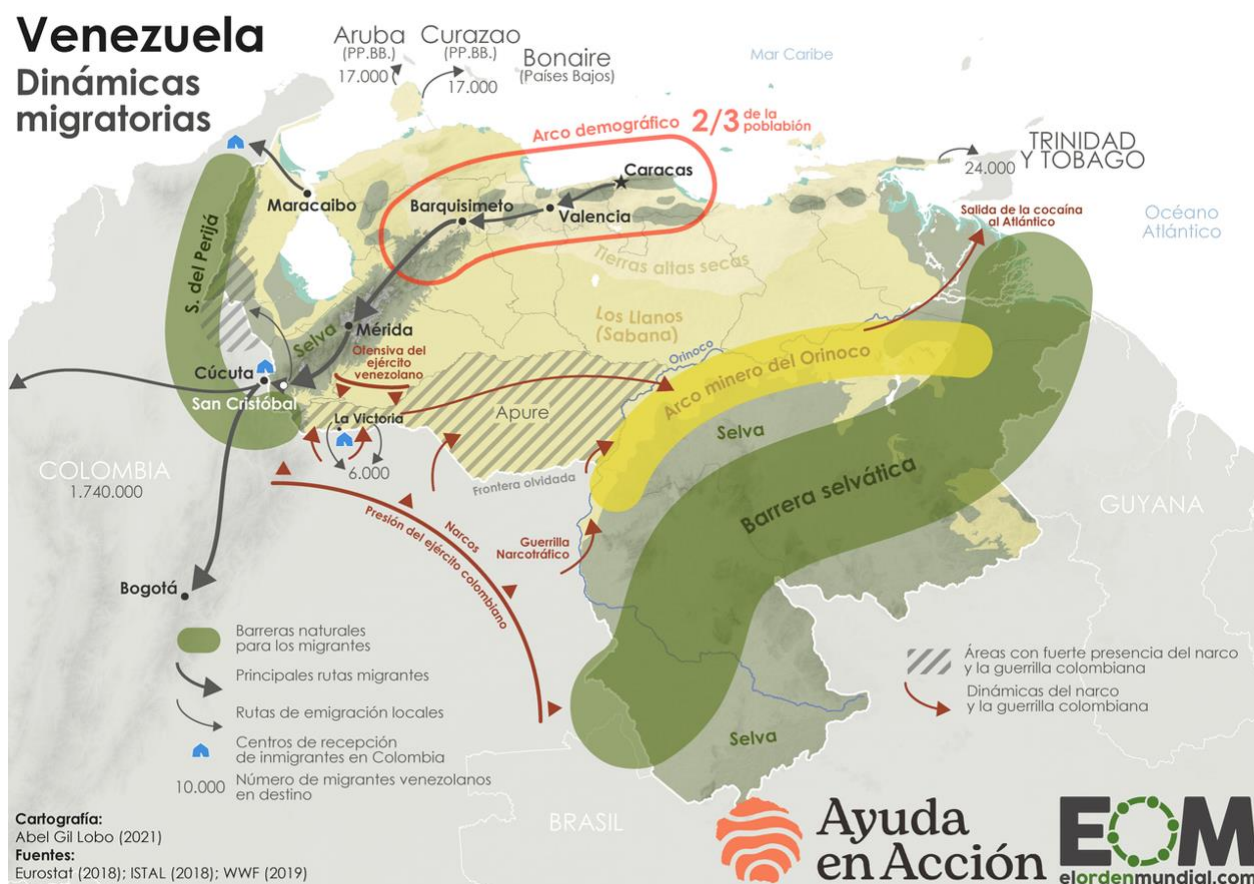 Venezuela
Dinámicas
migratorias
Aruba
(PP.BB.)
17.000
Curazao
(PP.BB.)
17.000
Bonaire
(Países Bajos)
Mar Caribe
Arco demográfico 2/3 de la
poblabión
TRINIDAD
Y TOBAGO
24.000
Caracas
Maracaibo
Barquisimeto
Valencia
Salida de la cocaína
al Atlántico
Océano
Atlántico
S. del Perijá
Tierras altas secas
Los Llanos
(Sabana)
Selva
Mérida
Orinoco
Ofensiva del
ejército
venezolano
Arco minero del Orinoco
Cúcuta
San Cristóbal
La Victoria
Apure
Selva
6.000
Frontera olvidada
COLOMBIA
1.740.000
Barrera selvática
GUYANA
Narcos
Presión del ejército colombiano
Guerrilla
Narcotráfico
Bogotá
Barreras naturales
para los migrantes
Principales rutas migrantes
Rutas de emigración locales
Centros de recepción
de inmigrantes en Colombia
10.000 Número de migrantes venezolanos
en destino
Áreas con fuerte presencia del narco
y la guerrilla colombiana
Dinámicas del narco
y la guerrilla colombiana
Selva
BRASIL
Cartografía:
Abel Gil Lobo (2021)
Fuentes:
Eurostat (2018); ISTAL (2018); WWF (2019)
Ayuda
en Acción
EOM
elordenmundial.com